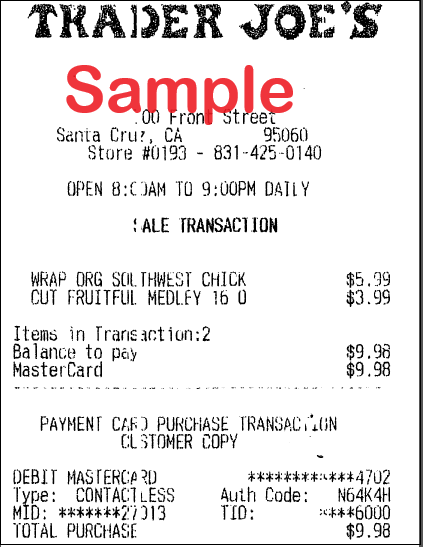 TRADER JOE'S
Sample
00 Front Street
Santa Cruz, CA 95060
Store #0193 - 831-425-0140
OPEN 8:00AM TO 9:00PM DAILY
SALE TRANSACTION
WRAP ORG SOUTHWEST CHICK $5.99
CUT FRUITFUL MEDLEY 16 O $3.99
Items in Transaction:2
Balance to pay $9.98
MasterCard $9.98
PAYMENT CARD PURCHASE TRANSACTION
CUSTOMER COPY
DEBIT MASTERCARD ************4702
Type: CONTACTLESS Auth Code: N64K4H
MID: *******27313 TID: ****6000
TOTAL PURCHASE $9.98